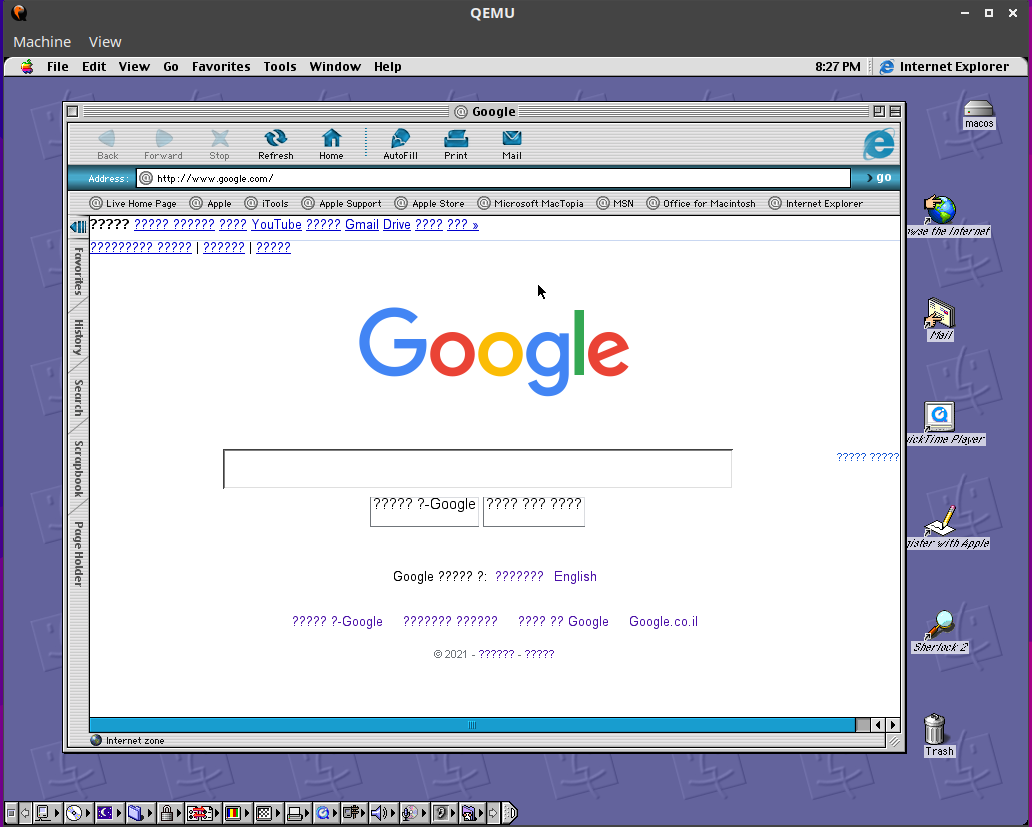 QEMU
Machine View
File Edit View Go Favorites Tools Window Help 8:27 PM Internet Explorer
Google
macos
Back Forward Stop Refresh Home AutoFill Print Mail
Address: http://www.google.com/ go
Live Home Page Apple iTools Apple Support Apple Store Microsoft MacTopia MSN Office for Macintosh Internet Explorer
????? ????? ?????? ???? YouTube ????? Gmail Drive ???? ??? »
????????? ????? | ?????? | ?????
Favorites
History
Search
Scrapbook
Page Holder
Google
????? ?????
????? ?-Google ???? ??? ????
Google ????? ?: ??????? English
????? ?-Google ??????? ?????? ???? ?? Google Google.co.il
© 2021 - ?????? - ?????
Internet zone
wse the Internet
Mail
uickTime Player
gister with Apple
Sherlock 2
Trash